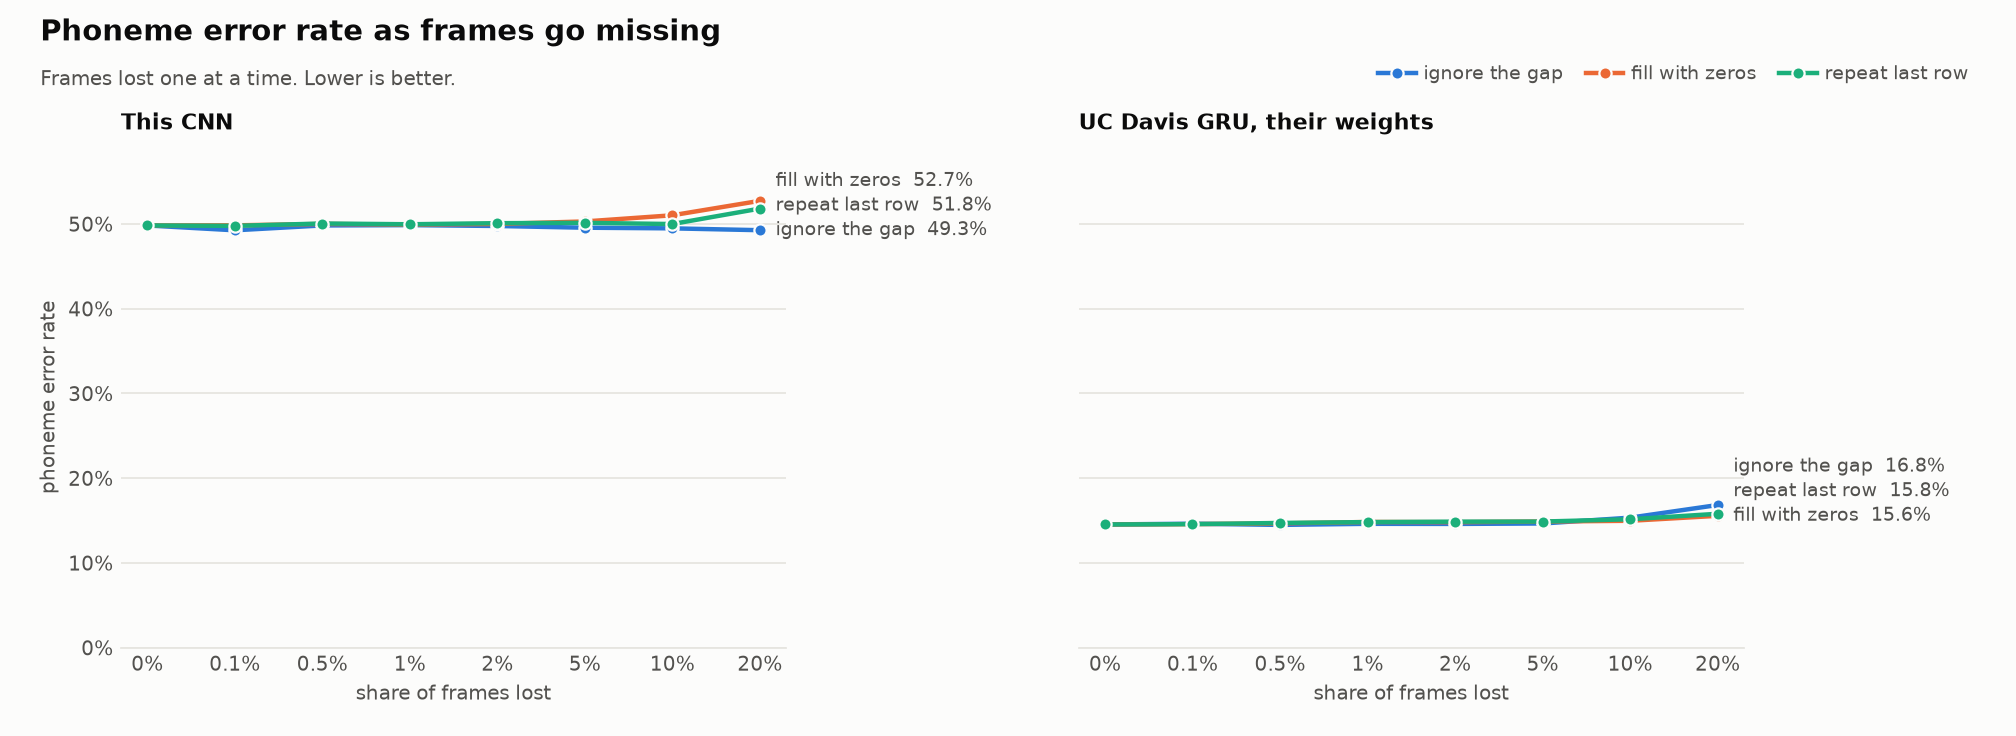 Phoneme error rate as frames go missing
Frames lost one at a time. Lower is better.
ignore the gap fill with zeros repeat last row
This CNN
UC Davis GRU, their weights
phoneme error rate
50%
40%
30%
20%
10%
0%
fill with zeros 52.7%
repeat last row 51.8%
ignore the gap 49.3%
0% 0.1% 0.5% 1% 2% 5% 10% 20%
share of frames lost
ignore the gap 16.8%
repeat last row 15.8%
fill with zeros 15.6%
0% 0.1% 0.5% 1% 2% 5% 10% 20%
share of frames lost